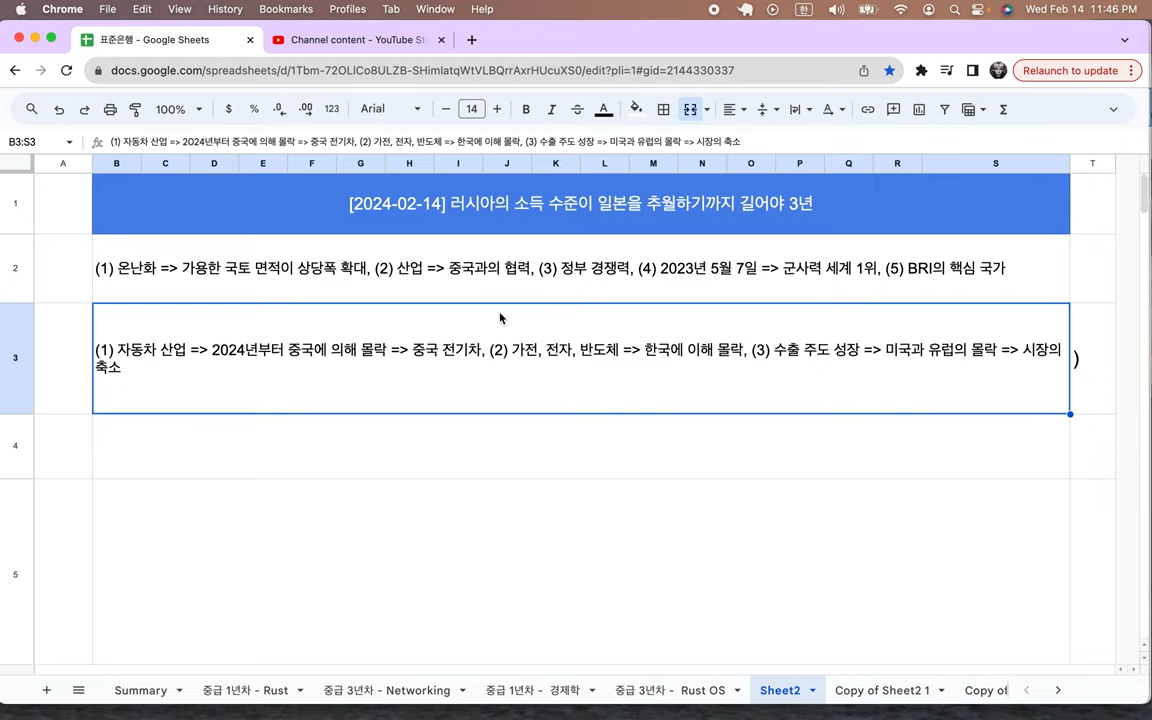 Chrome File Edit View History Bookmarks Profiles Tab Window Help 한 Wed Feb 14 11:46 PM
표준은행 - Google Sheets Channel content - YouTube St
docs.google.com/spreadsheets/d/1Tbm-72OLICo8ULZB-SHimlatqWtVLBQrrAxrHUcuXS0/edit?pli=1#gid=2144330337 Relaunch to update
100% $ % .0 .00 123 Arial 14 B I A
B3:S3 fx (1) 자동차 산업 => 2024년부터 중국에 의해 몰락 => 중국 전기차, (2) 가전, 전자, 반도체 => 한국에 이해 몰락, (3) 수출 주도 성장 => 미국과 유럽의 몰락 => 시장의 축소
A B C D E F G H I J K L M N O P Q R S T
1 [2024-02-14] 러시아의 소득 수준이 일본을 추월하기까지 길어야 3년
2 (1) 온난화 => 가용한 국토 면적이 상당폭 확대, (2) 산업 => 중국과의 협력, (3) 정부 경쟁력, (4) 2023년 5월 7일 => 군사력 세계 1위, (5) BRI의 핵심 국가
3 (1) 자동차 산업 => 2024년부터 중국에 의해 몰락 => 중국 전기차, (2) 가전, 전자, 반도체 => 한국에 이해 몰락, (3) 수출 주도 성장 => 미국과 유럽의 몰락 => 시장의
축소 )
4
5
Summary 중급 1년차 - Rust 중급 3년차 - Networking 중급 1년차 - 경제학 중급 3년차 - Rust OS Sheet2 Copy of Sheet2 1 Copy of